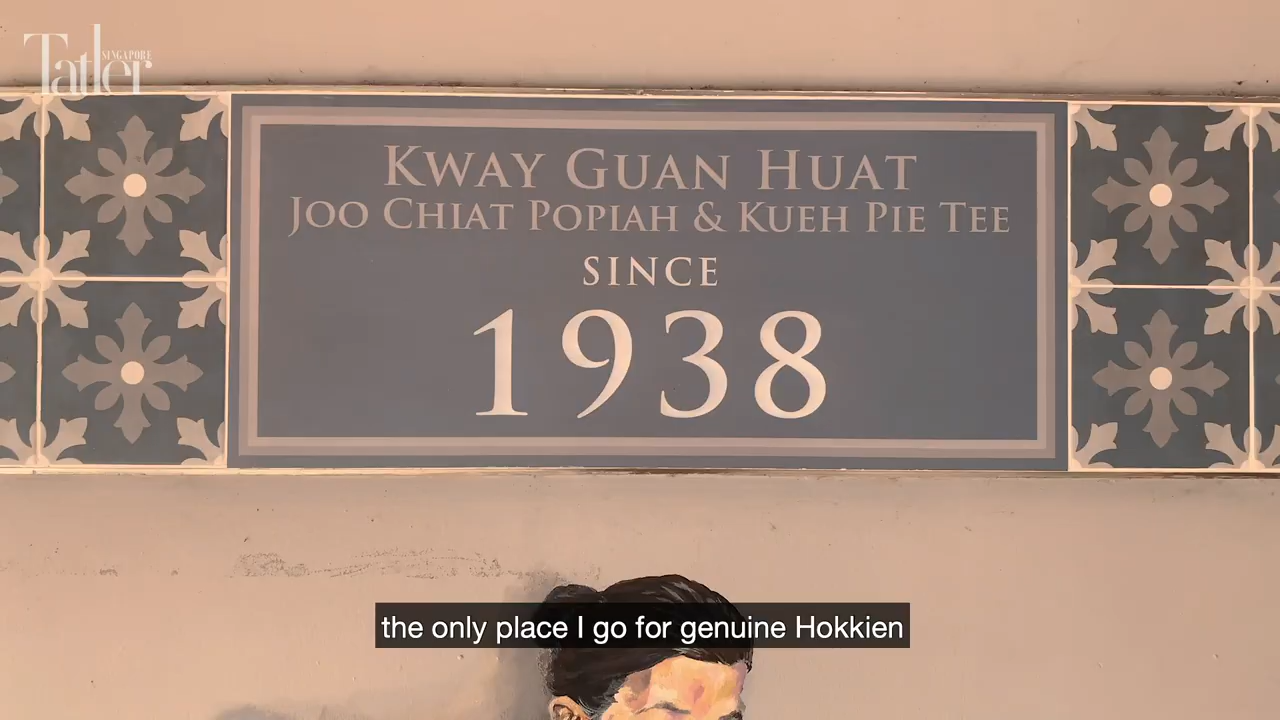 Tatler
SINGAPORE
KWAY GUAN HUAT
JOO CHIAT POPIAH & KUEH PIE TEE
SINCE
1938
the only place I go for genuine Hokkien